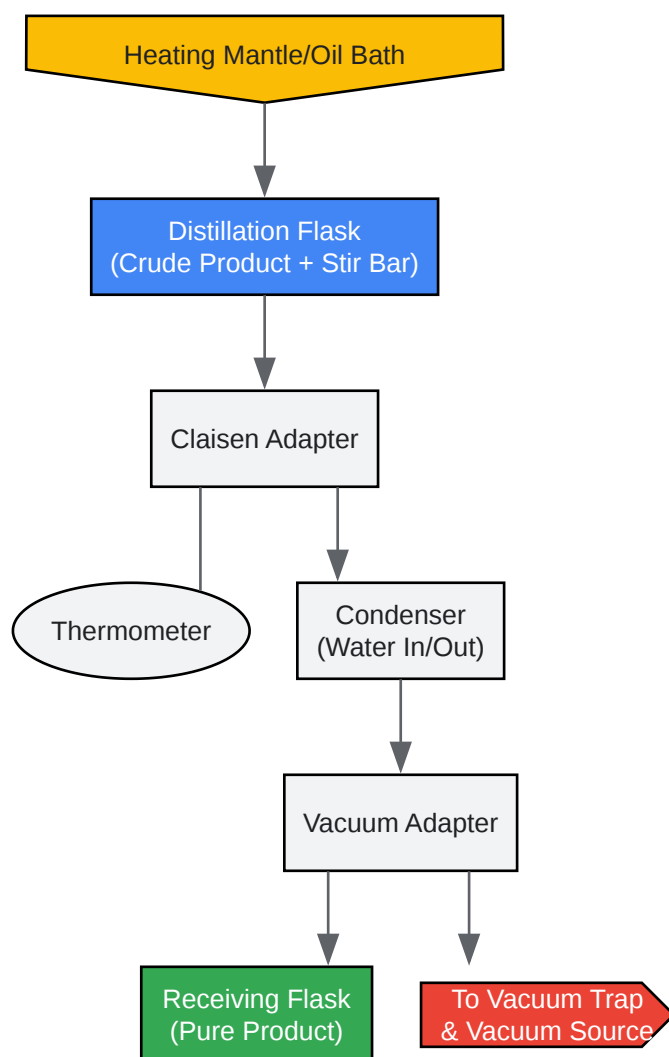 Heating Mantle/Oil Bath
Distillation Flask
(Crude Product + Stir Bar)
Claisen Adapter
Thermometer
Condenser
(Water In/Out)
Vacuum Adapter
Receiving Flask
(Pure Product)
To Vacuum Trap
& Vacuum Source